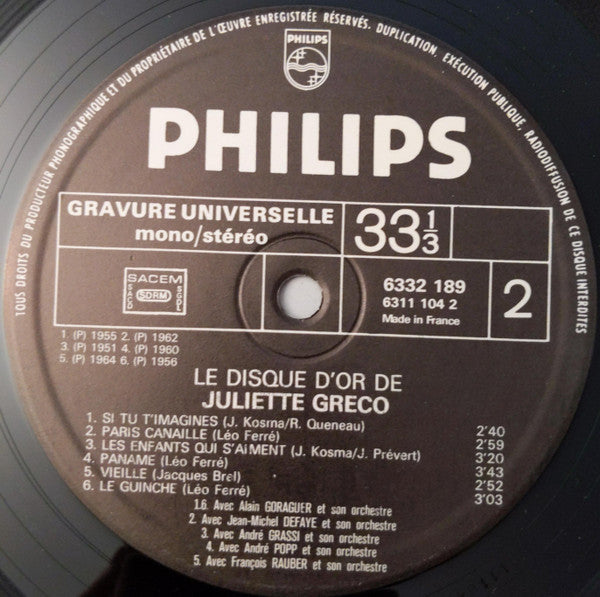 TOUS DROITS DU PRODUCTEUR PHONOGRAPHIQUE ET DU PROPRIÉTAIRE DE L'ŒUVRE ENREGISTRÉE RÉSERVÉS. DUPLICATION, EXÉCUTION PUBLIQUE, RADIODIFFUSION DE CE DISQUE INTERDITES
PHILIPS
PHILIPS
GRAVURE UNIVERSELLE
mono/stéréo
33 1/3
SACEM
SACD
SDRM
SGDL
6332 189
6311 104 2
Made in France
2
1. (P) 1955 2. (P) 1962
3. (P) 1951 4. (P) 1960
5. (P) 1964 6. (P) 1956
LE DISQUE D'OR DE
JULIETTE GRECO
1. SI TU T'IMAGINES (J. Kosma/R. Queneau) 2'40
2. PARIS CANAILLE (Léo Ferré) 2'59
3. LES ENFANTS QUI S'AIMENT (J. Kosma/J. Prévert) 3'20
4. PANAME (Léo Ferré) 3'43
5. VIEILLE (Jacques Brel) 2'52
6. LE GUINCHE (Léo Ferré) 3'03
1.6. Avec Alain GORAGUER et son orchestre
2. Avec Jean-Michel DEFAYE et son orchestre
3. Avec André GRASSI et son orchestre
4. Avec André POPP et son orchestre
5. Avec François RAUBER et son orchestre